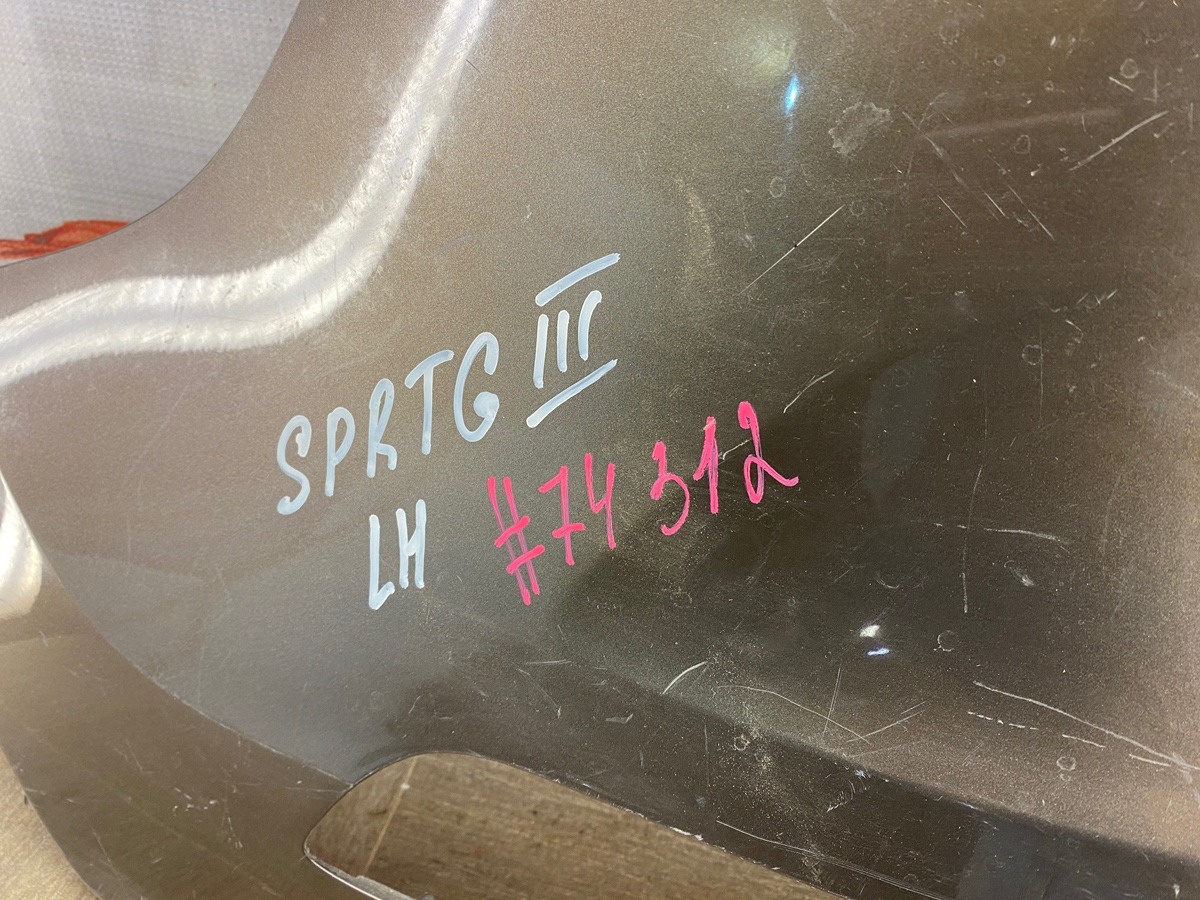 SPRTG III
LH #74312